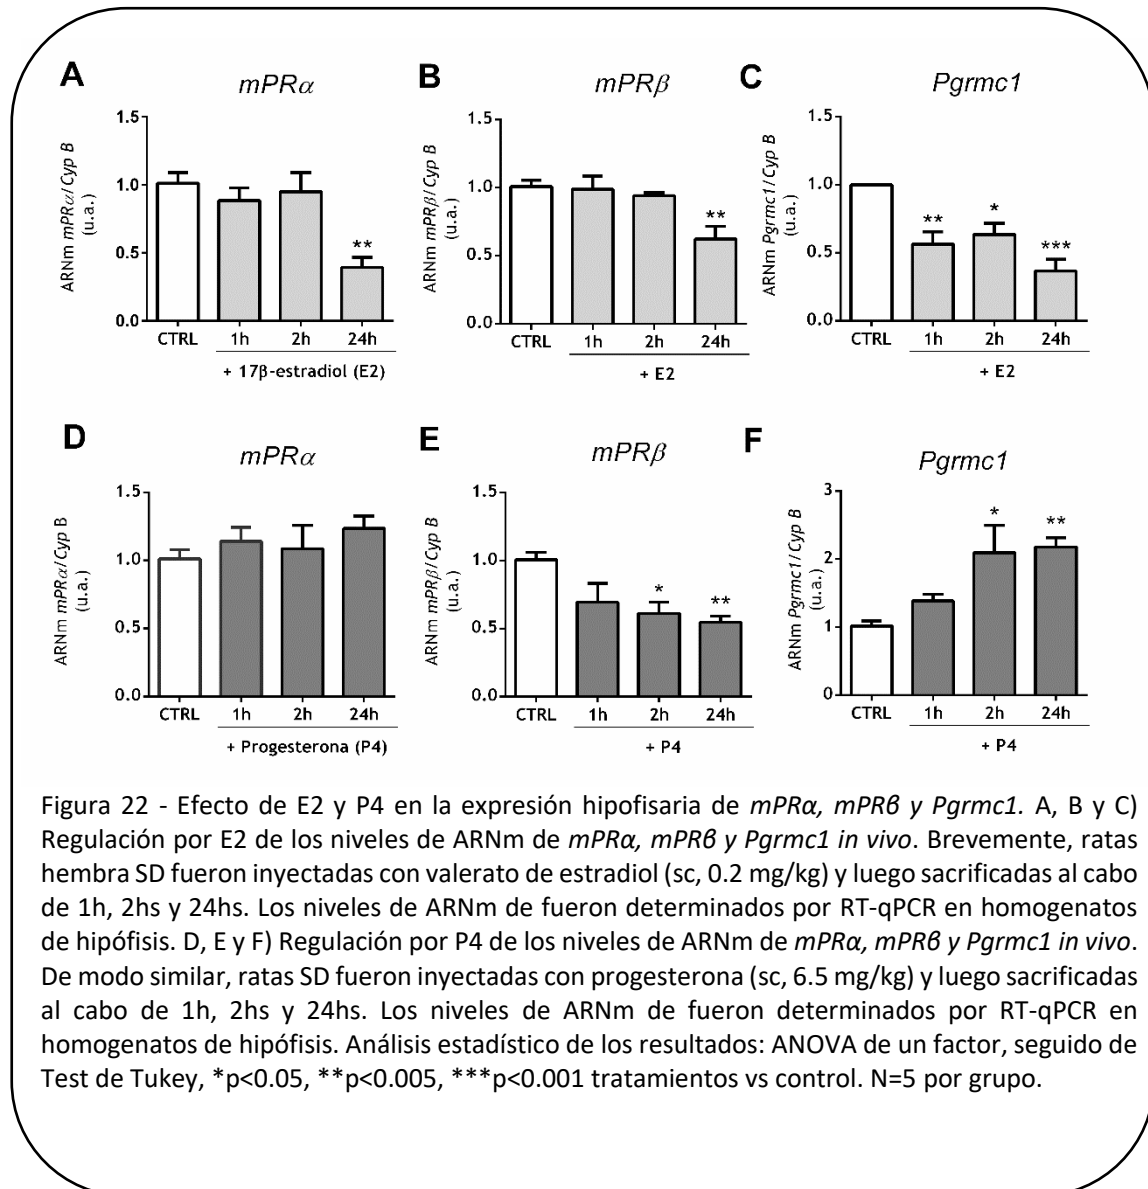 A
mPRα
ARNm mPRα/Cyp B
(u.a.)
1.5
1.0
0.5
0.0
**
CTRL 1h 2h 24h
+ 17β-estradiol (E2)
B
mPRβ
ARNm mPRβ/Cyp B
(u.a.)
1.5
1.0
0.5
0.0
**
CTRL 1h 2h 24h
+ E2
C
Pgrmc1
ARNm Pgrmc1/Cyp B
(u.a.)
1.5
1.0
0.5
0.0
** * ***
CTRL 1h 2h 24h
+ E2
D
mPRα
ARNm mPRα/Cyp B
(u.a.)
1.5
1.0
0.5
0.0
CTRL 1h 2h 24h
+ Progesterona (P4)
E
mPRβ
ARNm mPRβ/Cyp B
(u.a.)
1.5
1.0
0.5
0.0
* **
CTRL 1h 2h 24h
+ P4
F
Pgrmc1
ARNm Pgrmc1/Cyp B
(u.a.)
3
2
1
0
* **
CTRL 1h 2h 24h
+ P4
Figura 22 - Efecto de E2 y P4 en la expresión hipofisaria de mPRα, mPRβ y Pgrmc1. A, B y C)
Regulación por E2 de los niveles de ARNm de mPRα, mPRβ y Pgrmc1 in vivo. Brevemente, ratas
hembra SD fueron inyectadas con valerato de estradiol (sc, 0.2 mg/kg) y luego sacrificadas al cabo
de 1h, 2hs y 24hs. Los niveles de ARNm de fueron determinados por RT-qPCR en homogenatos
de hipófisis. D, E y F) Regulación por P4 de los niveles de ARNm de mPRα, mPRβ y Pgrmc1 in vivo.
De modo similar, ratas SD fueron inyectadas con progesterona (sc, 6.5 mg/kg) y luego sacrificadas
al cabo de 1h, 2hs y 24hs. Los niveles de ARNm de fueron determinados por RT-qPCR en
homogenatos de hipófisis. Análisis estadístico de los resultados: ANOVA de un factor, seguido de
Test de Tukey, *p<0.05, **p<0.005, ***p<0.001 tratamientos vs control. N=5 por grupo.